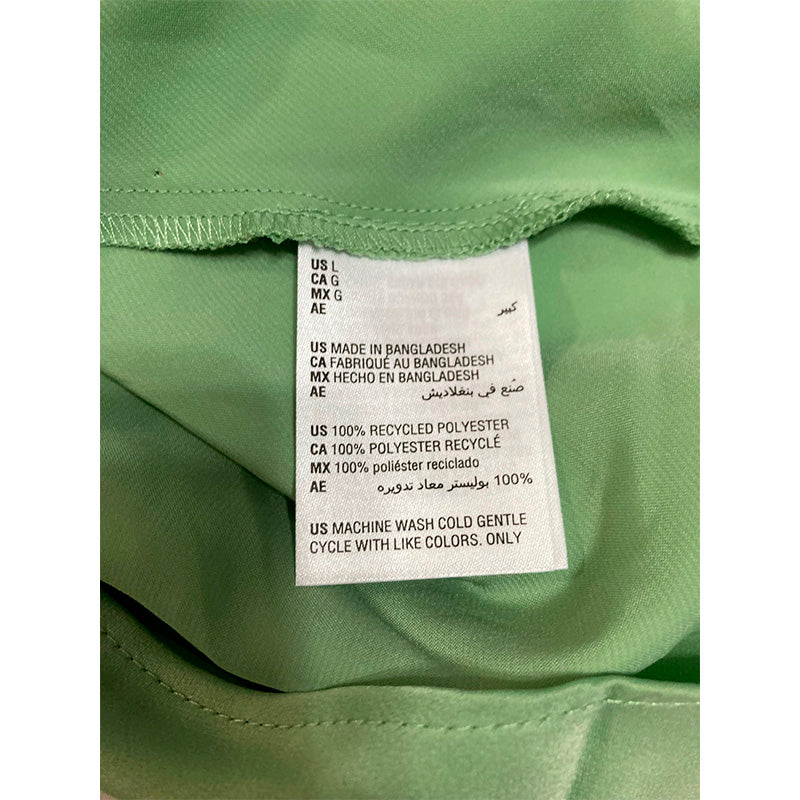 US L
CA G
MX G
AE كبير
US MADE IN BANGLADESH
CA FABRIQUÉ AU BANGLADESH
MX HECHO EN BANGLADESH
AE صُنع في بنغلاديش
US 100% RECYCLED POLYESTER
CA 100% POLYESTER RECYCLÉ
MX 100% poliéster reciclado
AE 100% بوليستر معاد تدويره
US MACHINE WASH COLD GENTLE
CYCLE WITH LIKE COLORS. ONLY